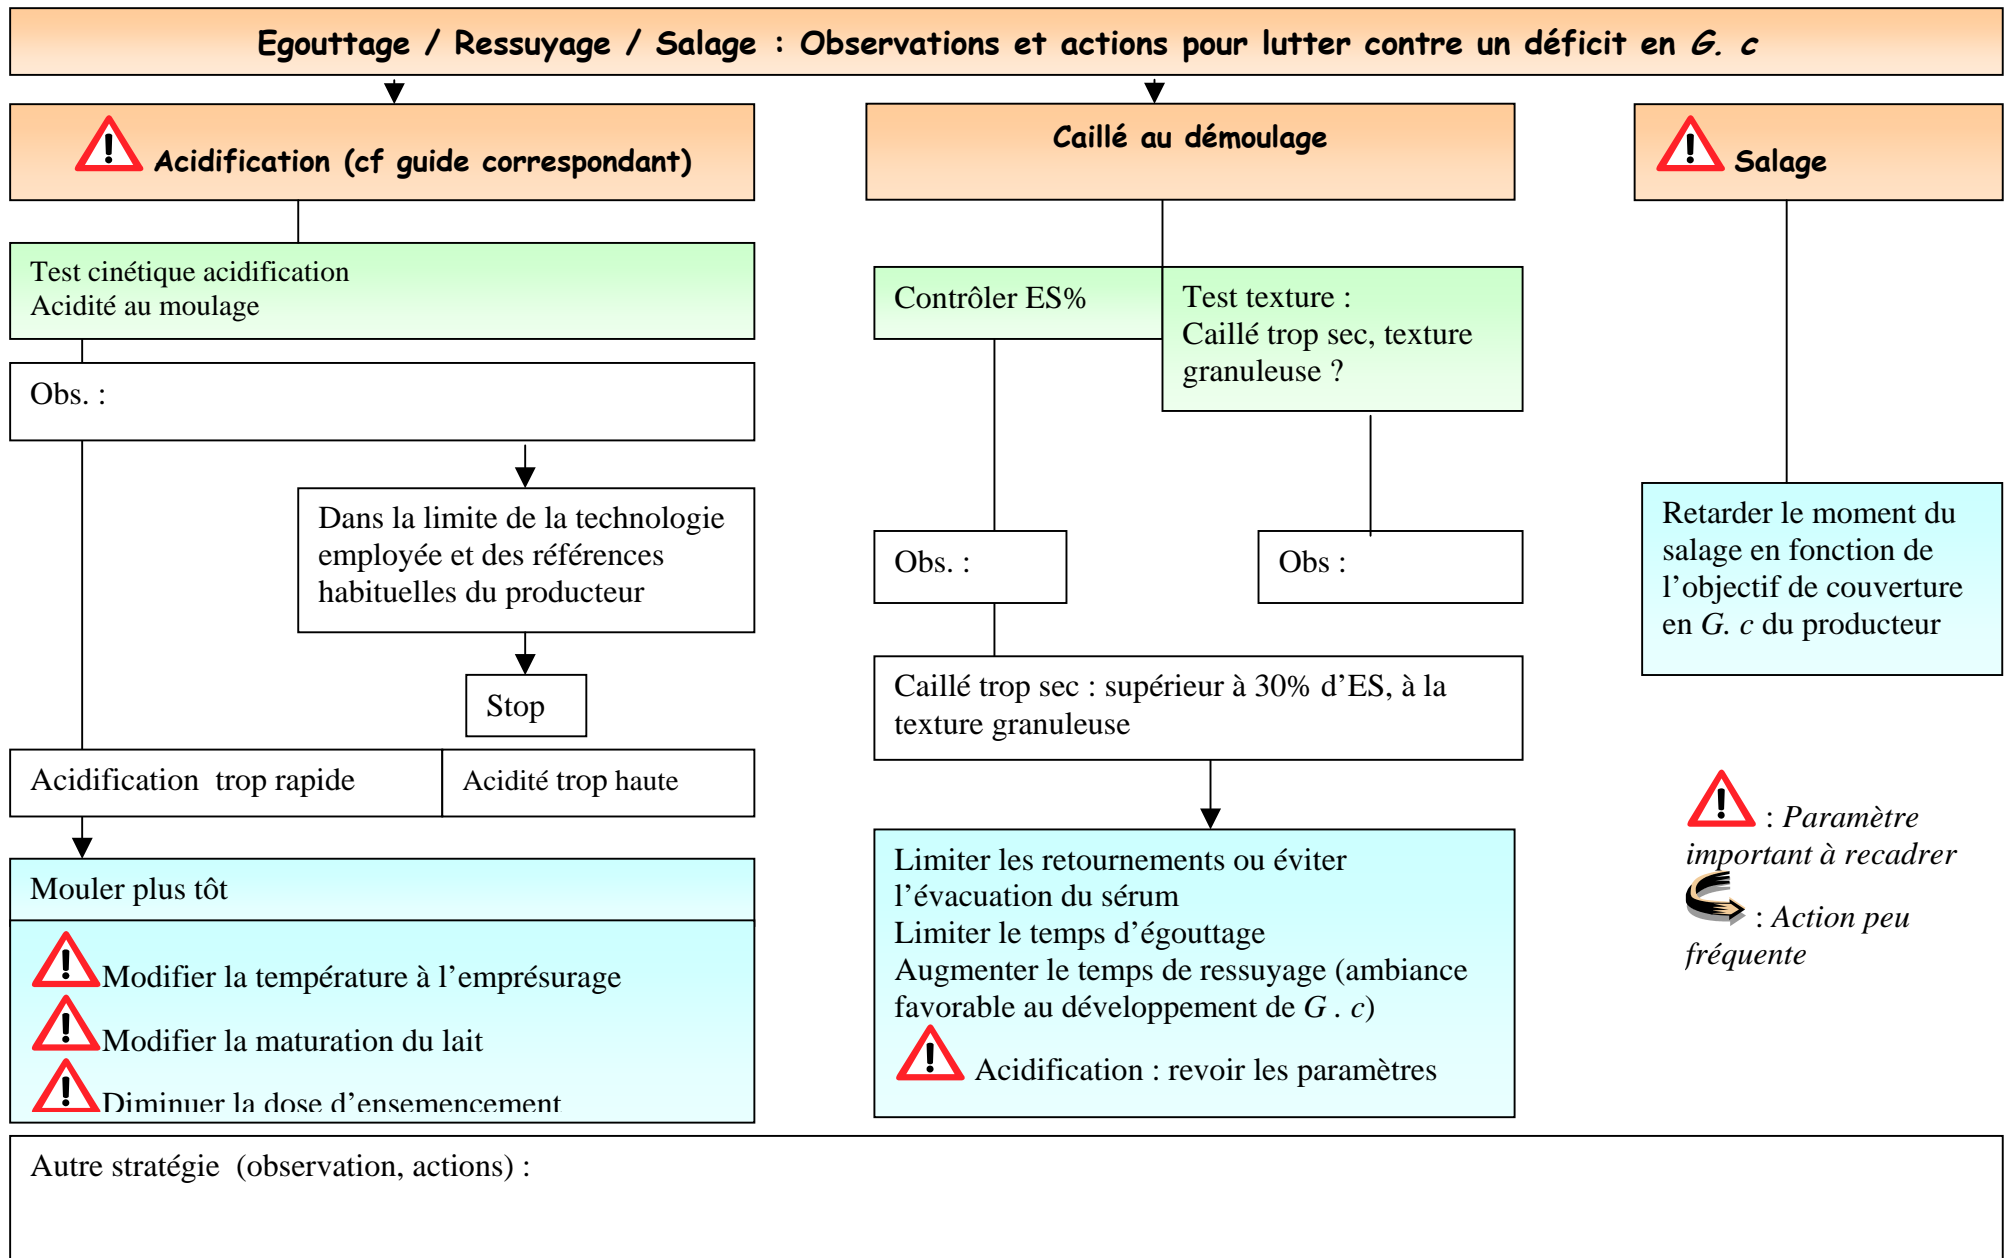 Egouttage / Ressuyage / Salage : Observations et actions pour lutter contre un déficit en G. c
Acidification (cf guide correspondant)
Test cinétique acidification
Acidité au moulage
Obs. :
Dans la limite de la technologie
employée et des références
habituelles du producteur
Stop
Acidification trop rapide
Acidité trop haute
Mouler plus tôt
Modifier la température à l’emprésurage
Modifier la maturation du lait
Diminuer la dose d’ensemencement
Caillé au démoulage
Contrôler ES%
Test texture :
Caillé trop sec, texture
granuleuse ?
Obs. :
Obs :
Caillé trop sec : supérieur à 30% d’ES, à la
texture granuleuse
Limiter les retournements ou éviter
l’évacuation du sérum
Limiter le temps d’égouttage
Augmenter le temps de ressuyage (ambiance
favorable au développement de G . c)
Acidification : revoir les paramètres
Salage
Retarder le moment du
salage en fonction de
l’objectif de couverture
en G. c du producteur
: Paramètre
important à recadrer
: Action peu
fréquente
Autre stratégie (observation, actions) :